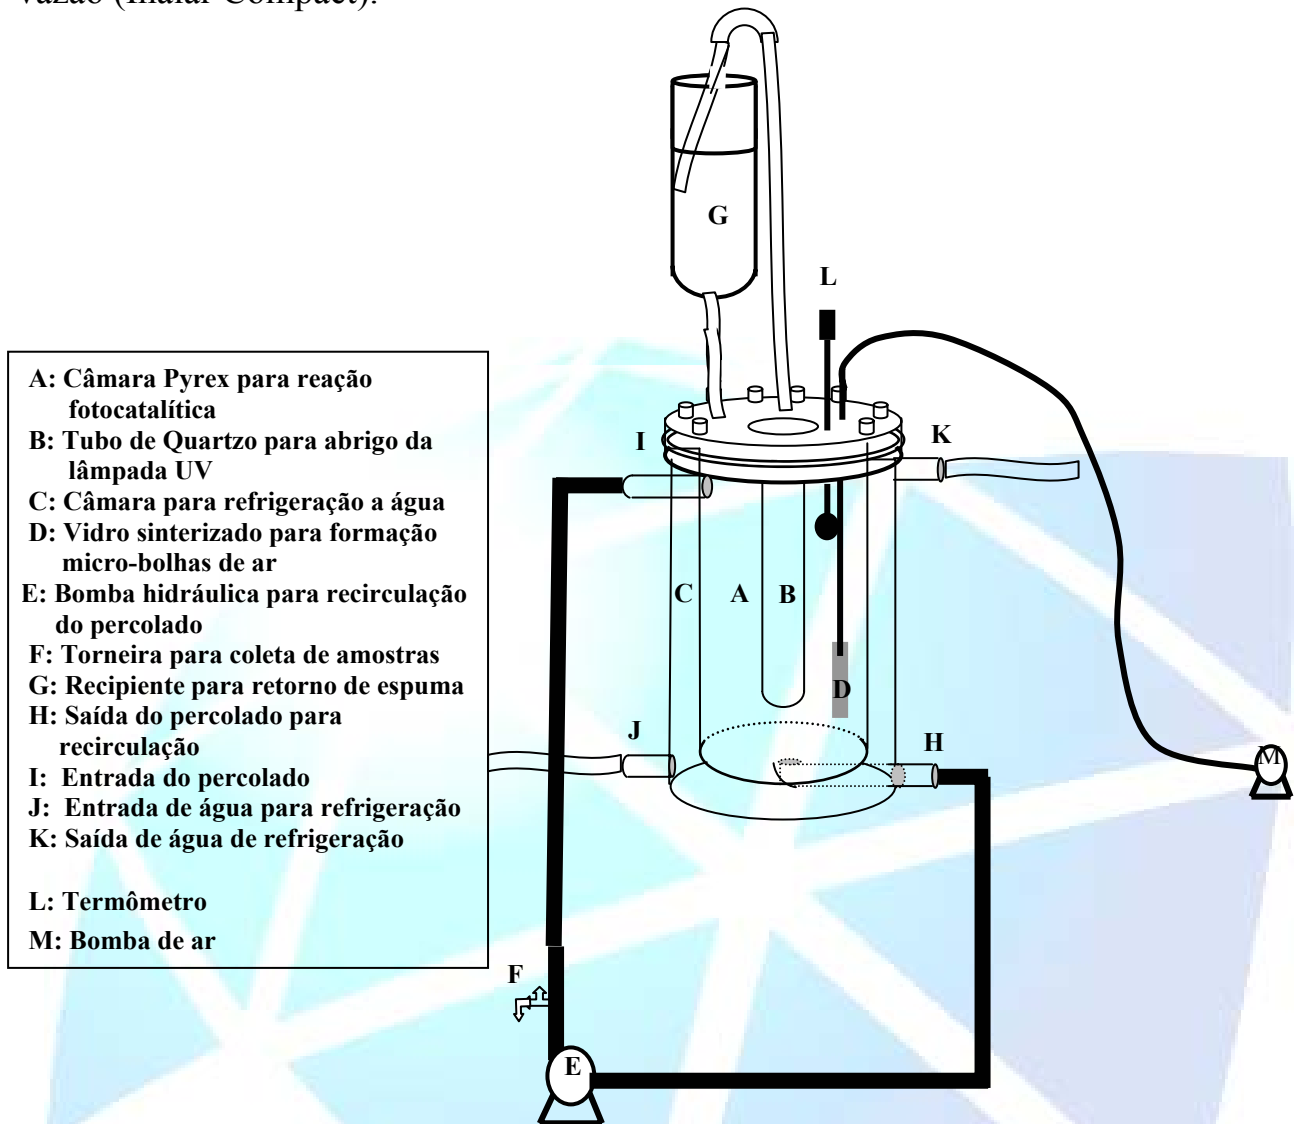 vazão (Inalar Compact).
G
L
I
K
A: Câmara Pyrex para reação
fotocatalítica
B: Tubo de Quartzo para abrigo da
lâmpada UV
C: Câmara para refrigeração a água
D: Vidro sinterizado para formação
micro-bolhas de ar
E: Bomba hidráulica para recirculação
do percolado
F: Torneira para coleta de amostras
G: Recipiente para retorno de espuma
H: Saída do percolado para
recirculação
I: Entrada do percolado
J: Entrada de água para refrigeração
K: Saída de água de refrigeração
L: Termômetro
M: Bomba de ar
C A B
D
J
H
M
F
E